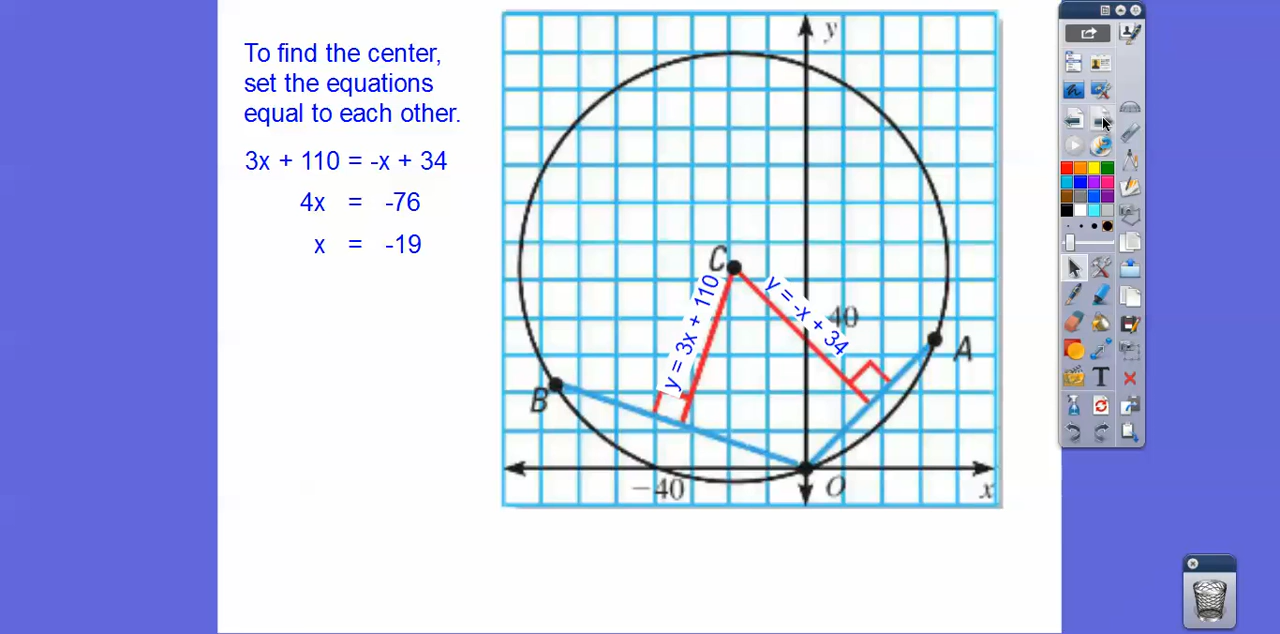 To find the center,
set the equations
equal to each other.
3x + 110 = -x + 34
4x = -76
x = -19
y
C
y = 3x + 110
y = -x + 34
40
A
B
-40
O
x
T